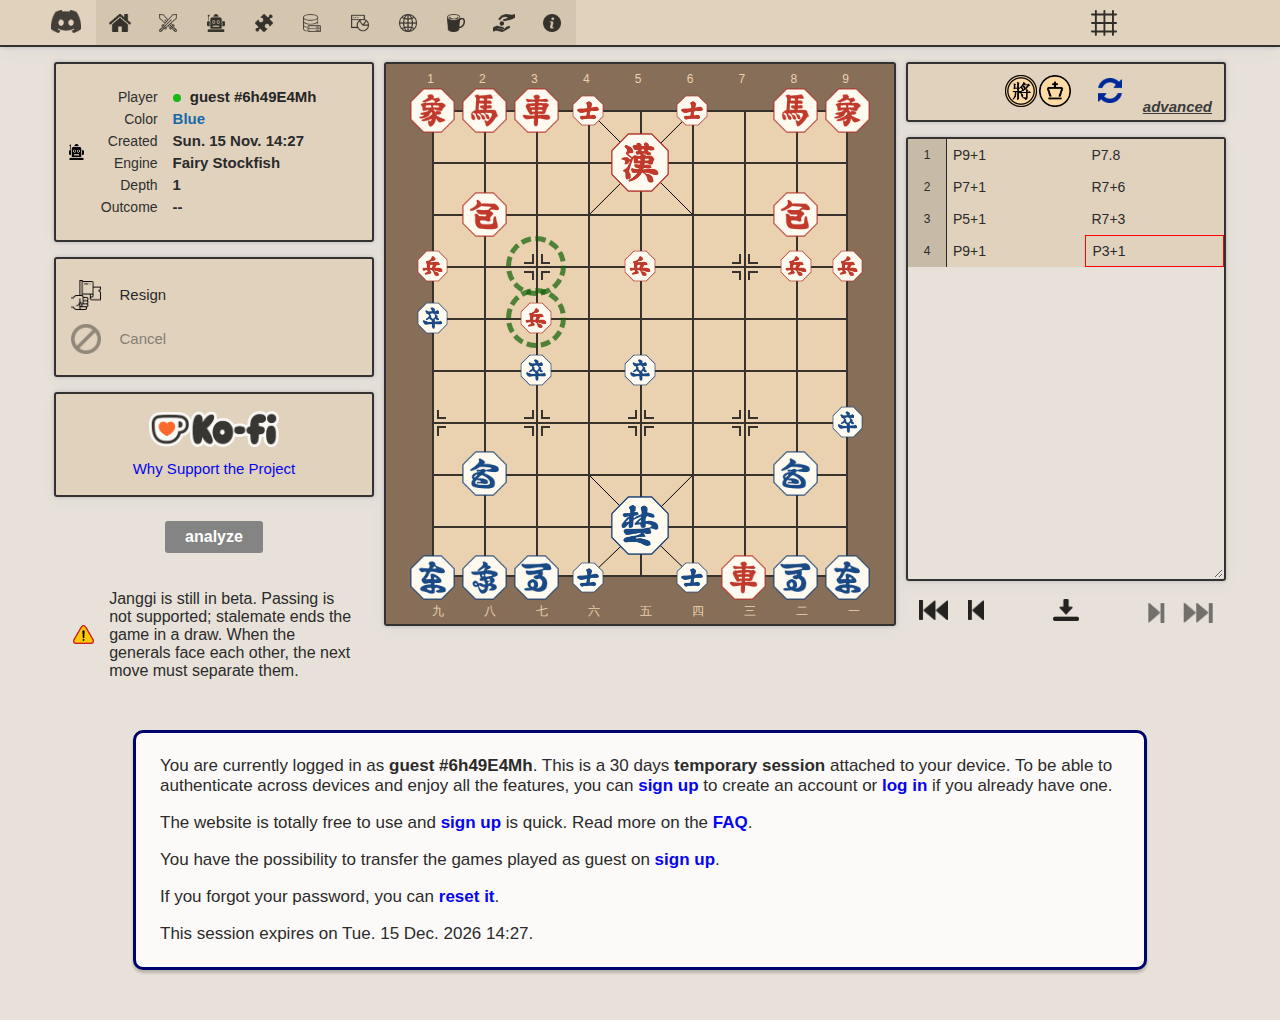 Player guest #6h49E4Mh
Color Blue
Created Sun. 15 Nov. 14:27
Engine Fairy Stockfish
Depth 1
Outcome --
Resign
Cancel
Ko-fi
Why Support the Project
analyze
Janggi is still in beta. Passing is
not supported; stalemate ends the
game in a draw. When the
generals face each other, the next
move must separate them.
1 2 3 4 5 6 7 8 9
象 馬 車 士 士 馬 象
漢
包 包
兵 兵 兵 兵
卒 兵
卒 卒
卒
包 包
楚
象 馬 車 士 士 車 車 象
九 八 七 六 五 四 三 二 一
將
advanced
1 P9+1 P7.8
2 P7+1 R7+6
3 P5+1 R7+3
4 P9+1 P3+1
You are currently logged in as guest #6h49E4Mh. This is a 30 days temporary session attached to your device. To be able to
authenticate across devices and enjoy all the features, you can sign up to create an account or log in if you already have one.
The website is totally free to use and sign up is quick. Read more on the FAQ.
You have the possibility to transfer the games played as guest on sign up.
If you forgot your password, you can reset it.
This session expires on Tue. 15 Dec. 2026 14:27.